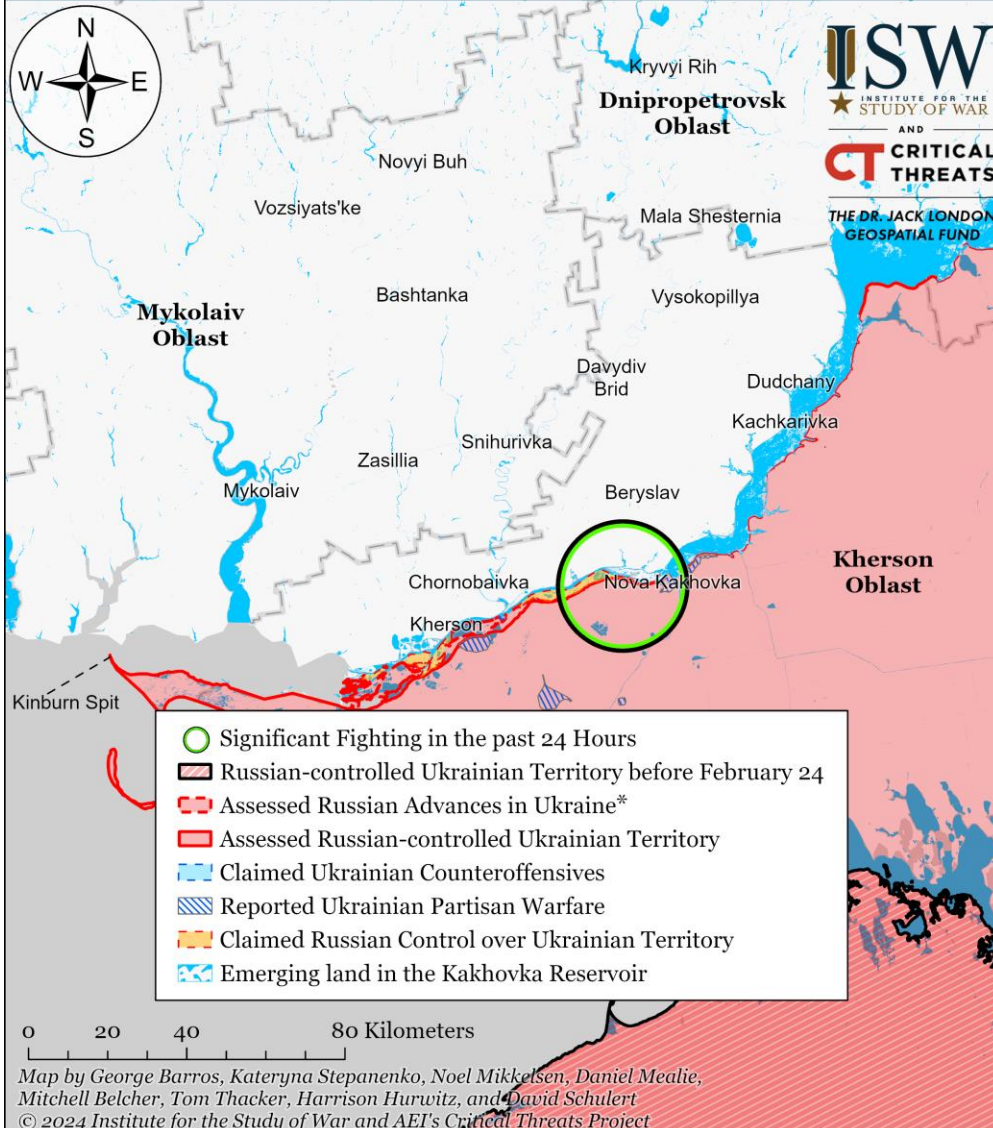 N
W
E
S
ISW
INSTITUTE FOR THE
STUDY OF WAR
AND
CT CRITICAL
THREATS
THE DR. JACK LONDON
GEOSPATIAL FUND
Kryvyi Rih
Dnipropetrovsk
Oblast
Novyi Buh
Vozsiyats'ke
Mala Shesternia
Bashtanka
Vysokopillya
Mykolaiv
Oblast
Davydiv
Brid
Dudchany
Kachkarivka
Snihurivka
Zasillia
Mykolaiv
Beryslav
Kherson
Oblast
Chornobaivka
Nova Kakhovka
Kherson
Kinburn Spit
Significant Fighting in the past 24 Hours
Russian-controlled Ukrainian Territory before February 24
Assessed Russian Advances in Ukraine*
Assessed Russian-controlled Ukrainian Territory
Claimed Ukrainian Counteroffensives
Reported Ukrainian Partisan Warfare
Claimed Russian Control over Ukrainian Territory
Emerging land in the Kakhovka Reservoir
0 20 40 80 Kilometers
Map by George Barros, Kateryna Stepanenko, Noel Mikkelsen, Daniel Mealie,
Mitchell Belcher, Tom Thacker, Harrison Hurwitz, and David Schulert
© 2024 Institute for the Study of War and AEI's Critical Threats Project